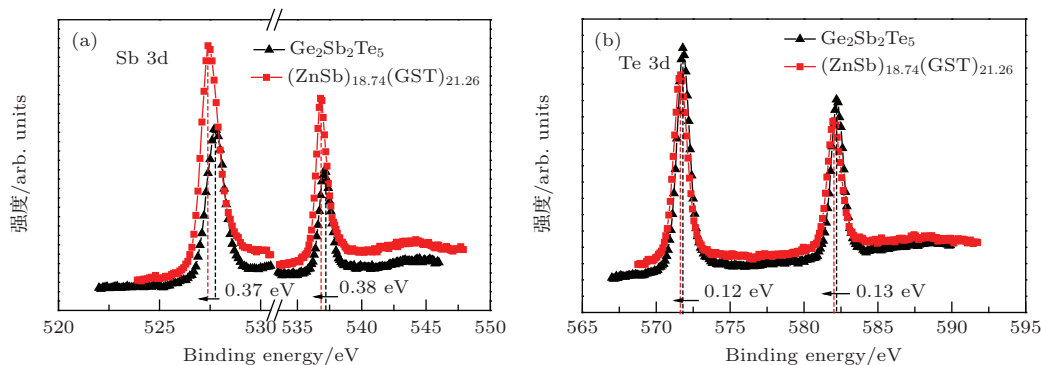 (a)
Sb 3d
Ge₂Sb₂Te₅
(ZnSb)₁₈.₇₄(GST)₂₁.₂₆
0.37 eV
0.38 eV
强度/arb. units
520 525 530 535 540 545 550
Binding energy/eV
(b)
Te 3d
Ge₂Sb₂Te₅
(ZnSb)₁₈.₇₄(GST)₂₁.₂₆
0.12 eV
0.13 eV
强度/arb. units
565 570 575 580 585 590 595
Binding energy/eV